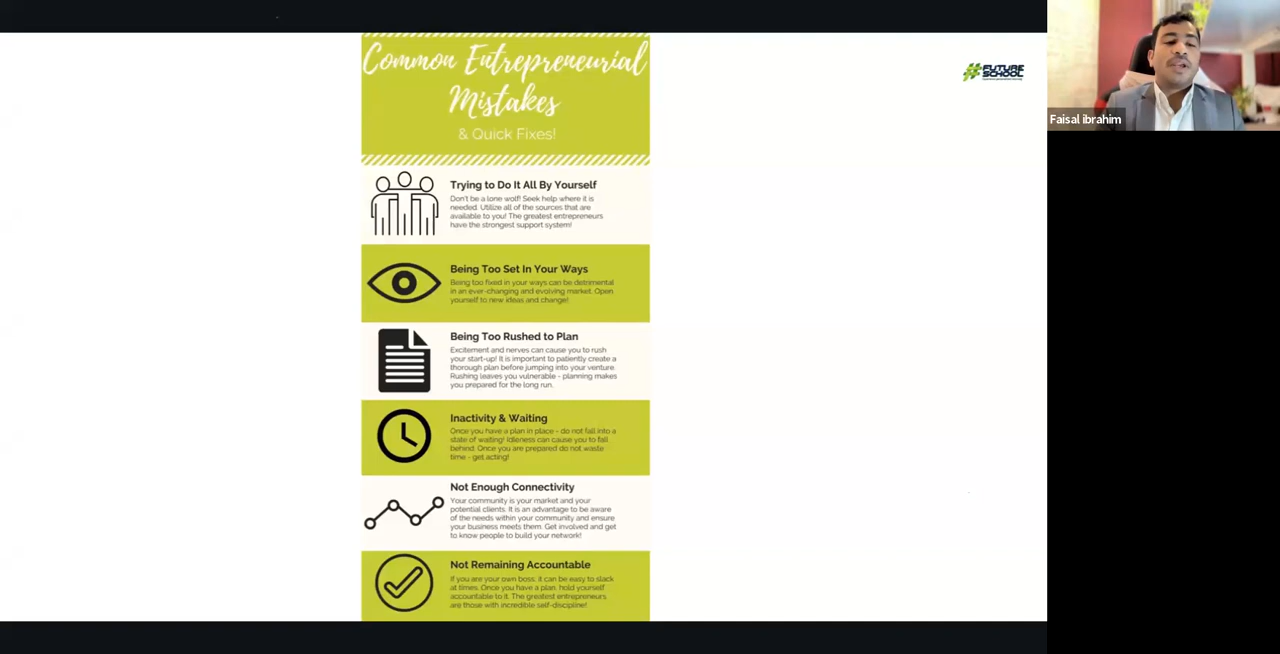 Common Entrepreneurial
Mistakes
& Quick Fixes!
#FUTURE
SCHOOL
Faisal ibrahim
Trying to Do It All By Yourself
Don't be a lone wolf! Seek help where it is
needed. Utilize all of the sources that are
available to you! The greatest entrepreneurs
have the strongest support system!
Being Too Set In Your Ways
Being too fixed in your ways can be detrimental
in an ever-changing and evolving market. Open
yourself to new ideas and change!
Being Too Rushed to Plan
Excitement and nerves can cause you to rush
your start-up! It is important to patiently create a
thorough plan before jumping into your venture.
Rushing leaves you vulnerable - planning makes
you prepared for the long run.
Inactivity & Waiting
Once you have a plan in place - do not fall into a
state of waiting! Idleness can cause you to fall
behind. Once you are prepared do not waste
time - get acting!
Not Enough Connectivity
Your community is your market and your
potential clients. It is an advantage to be aware
of the needs within your community and ensure
your business meets them. Get involved and get
to know people to build your network!
Not Remaining Accountable
If you are your own boss, it can be easy to slack
at times. Once you have a plan, hold yourself
accountable to it. The greatest entrepreneurs
are those with incredible self-discipline!